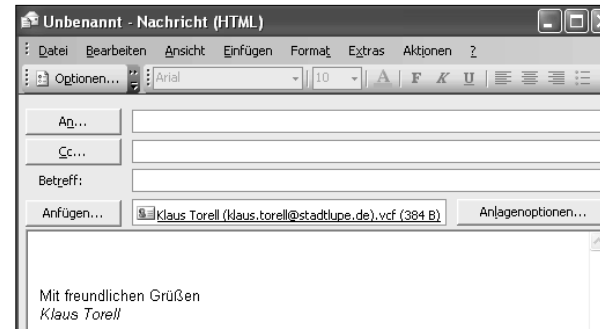 Unbenannt - Nachricht (HTML)
Datei Bearbeiten Ansicht Einfügen Format Extras Aktionen ?
Optionen... Arial 10 A F K U
An...
Cc...
Betreff:
Anfügen... Klaus Torell (klaus.torell@stadtlupe.de).vcf (384 B) Anlagenoptionen...
Mit freundlichen Grüßen
Klaus Torell